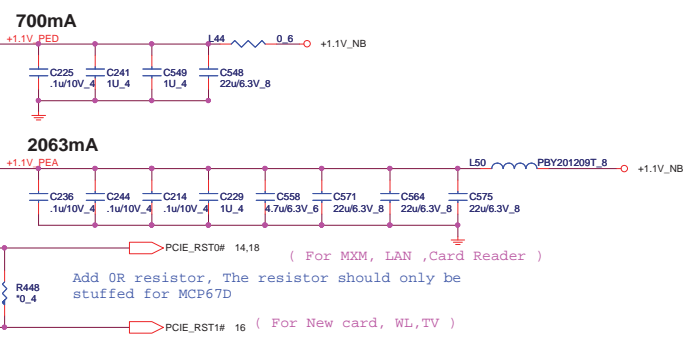 700mA
+1.1V_PED
L44 0_6 +1.1V_NB
C225 C241 C549 C548
.1u/10V_4 1U_4 1U_4 22u/6.3V_8
2063mA
+1.1V_PEA
L50 PBY201209T_8 +1.1V_NB
C236 C244 C214 C229 C558 C571 C564 C575
.1u/10V_4 .1u/10V_4 .1u/10V_4 1U_4 4.7u/6.3V_6 22u/6.3V_8 22u/6.3V_8 22u/6.3V_8
PCIE_RST0# 14,18
( For MXM, LAN ,Card Reader )
Add 0R resistor, The resistor should only be
stuffed for MCP67D
R448
*0_4
PCIE_RST1# 16 ( For New card, WL,TV )